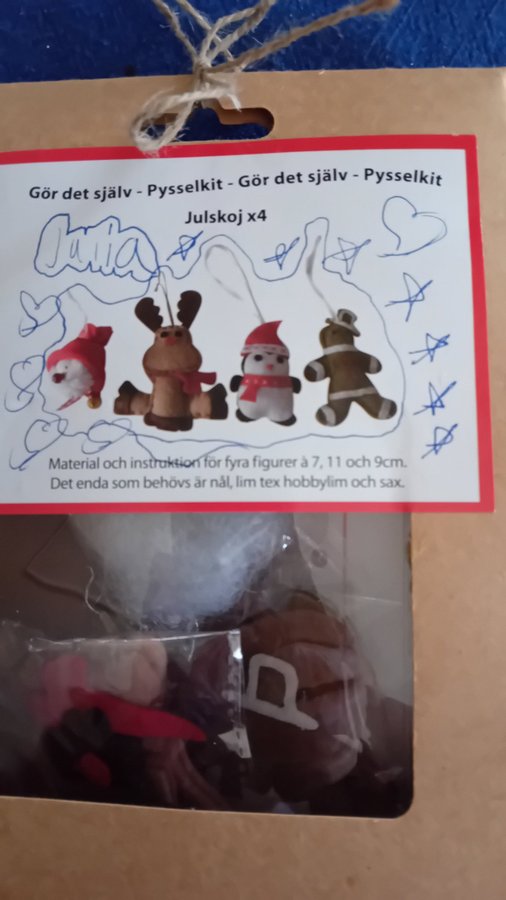 Gör det själv - Pysselkit - Gör det själv - Pysselkit
Julskoj x4
Material och instruktion för fyra figurer à 7, 11 och 9cm.
Det enda som behövs är nål, lim tex hobbylim och sax.